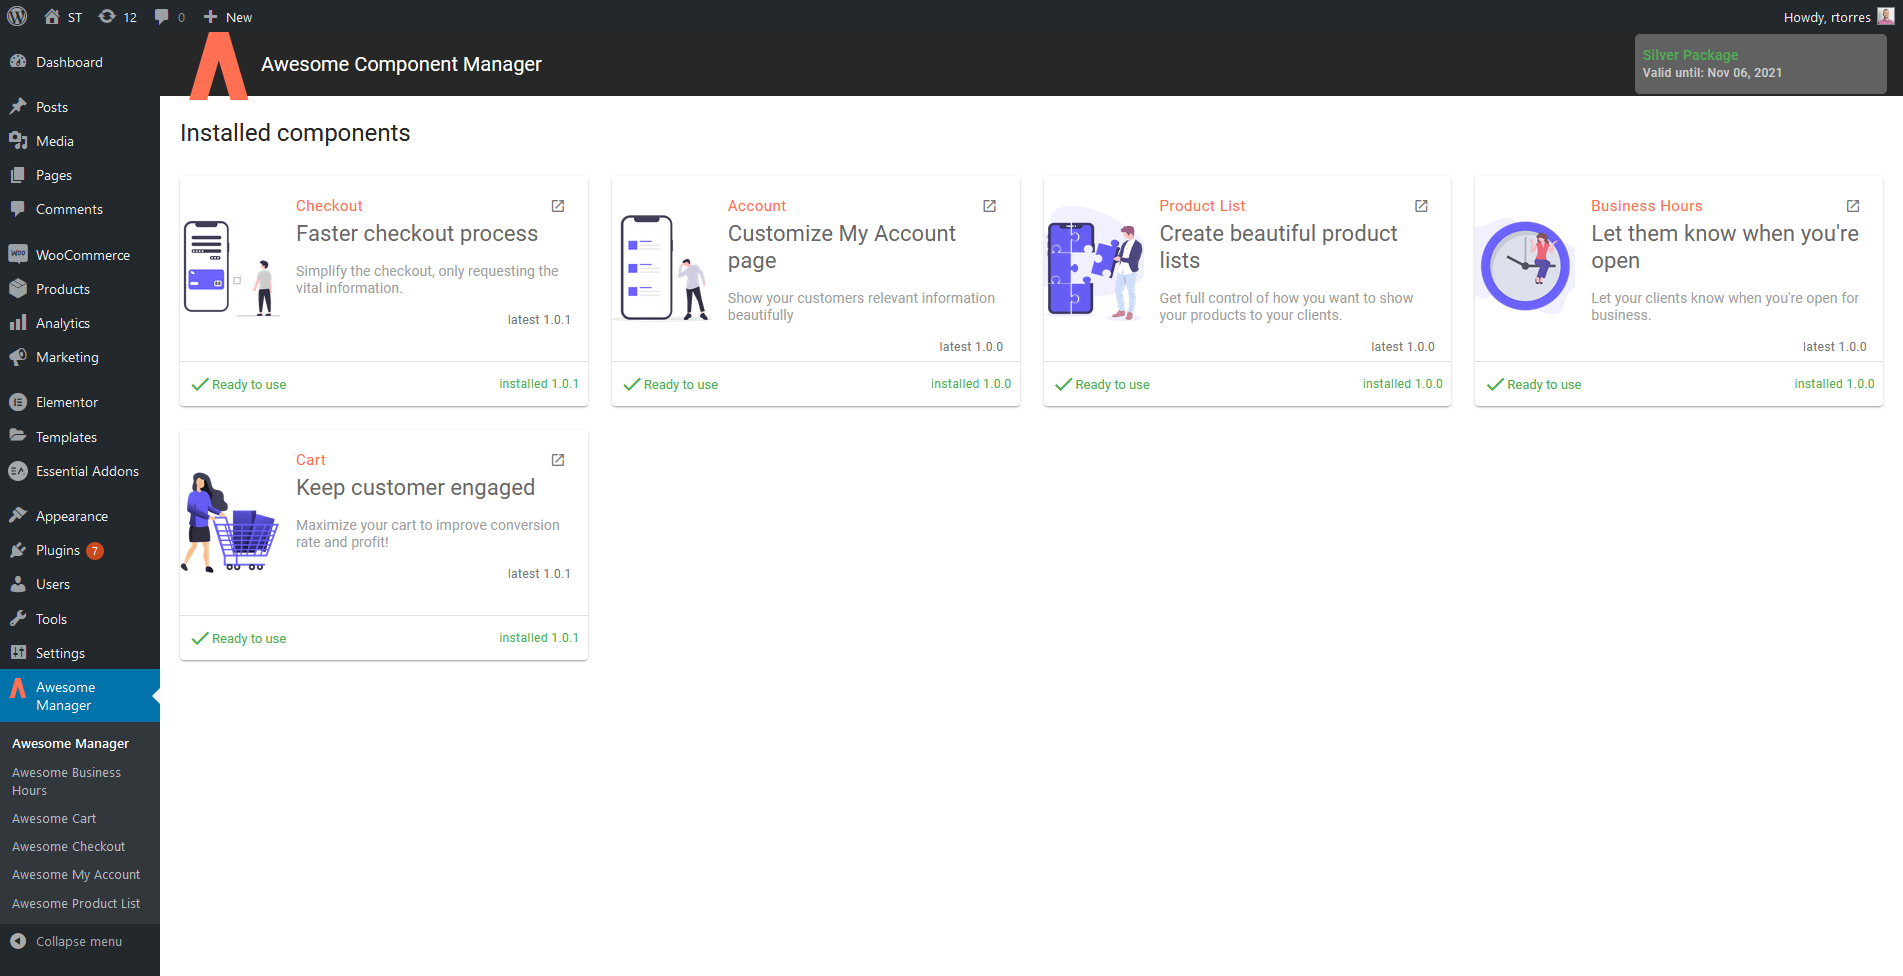 ST
12
0
New
Howdy, rtorres
Dashboard
Posts
Media
Pages
Comments
WooCommerce
Products
Analytics
Marketing
Elementor
Templates
Essential Addons
Appearance
Plugins 7
Users
Tools
Settings
Awesome
Manager
Awesome Manager
Awesome Business
Hours
Awesome Cart
Awesome Checkout
Awesome My Account
Awesome Product List
Collapse menu
Awesome Component Manager
Silver Package
Valid until: Nov 06, 2021
Installed components
Checkout
Faster checkout process
Simplify the checkout, only requesting the
vital information.
latest 1.0.1
Ready to use
installed 1.0.1
Account
Customize My Account
page
Show your customers relevant information
beautifully
latest 1.0.0
Ready to use
installed 1.0.0
Product List
Create beautiful product
lists
Get full control of how you want to show
your products to your clients.
latest 1.0.0
Ready to use
installed 1.0.0
Business Hours
Let them know when you're
open
Let your clients know when you're open for
business.
latest 1.0.0
Ready to use
installed 1.0.0
Cart
Keep customer engaged
Maximize your cart to improve conversion
rate and profit!
latest 1.0.1
Ready to use
installed 1.0.1